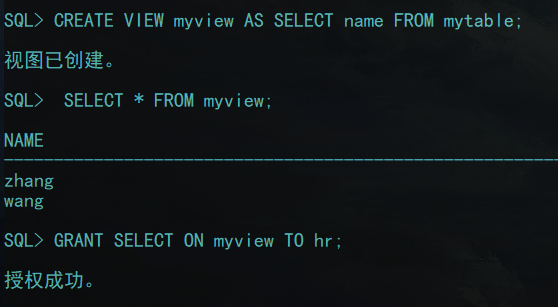 SQL> CREATE VIEW myview AS SELECT name FROM mytable;
视图已创建。
SQL>  SELECT * FROM myview;
NAME
--------------------------------------------------------
zhang
wang
SQL> GRANT SELECT ON myview TO hr;
授权成功。